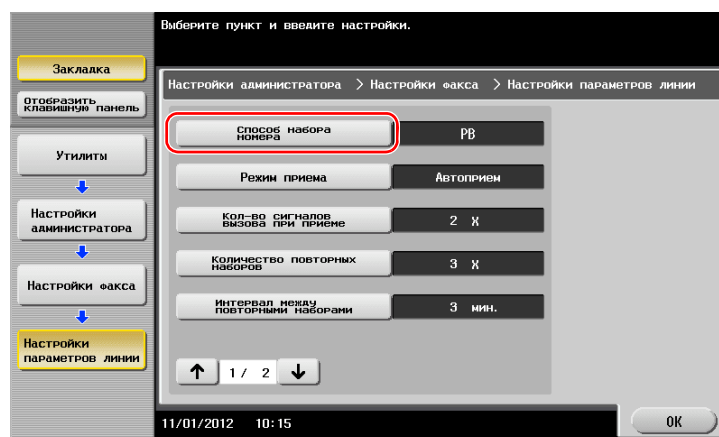 Выберите пункт и введите настройки.
Закладка
Отобразить
клавишную панель
Утилиты
Настройки
администратора
Настройки факса
Настройки
параметров линии
Настройки администратора > Настройки факса > Настройки параметров линии
Способ набора
номера
PB
Режим приема
Автоприем
Кол-во сигналов
вызова при приеме
2 X
Количество повторных
наборов
3 X
Интервал между
повторными наборами
3 мин.
↑ 1/ 2 ↓
11/01/2012 10:15
OK